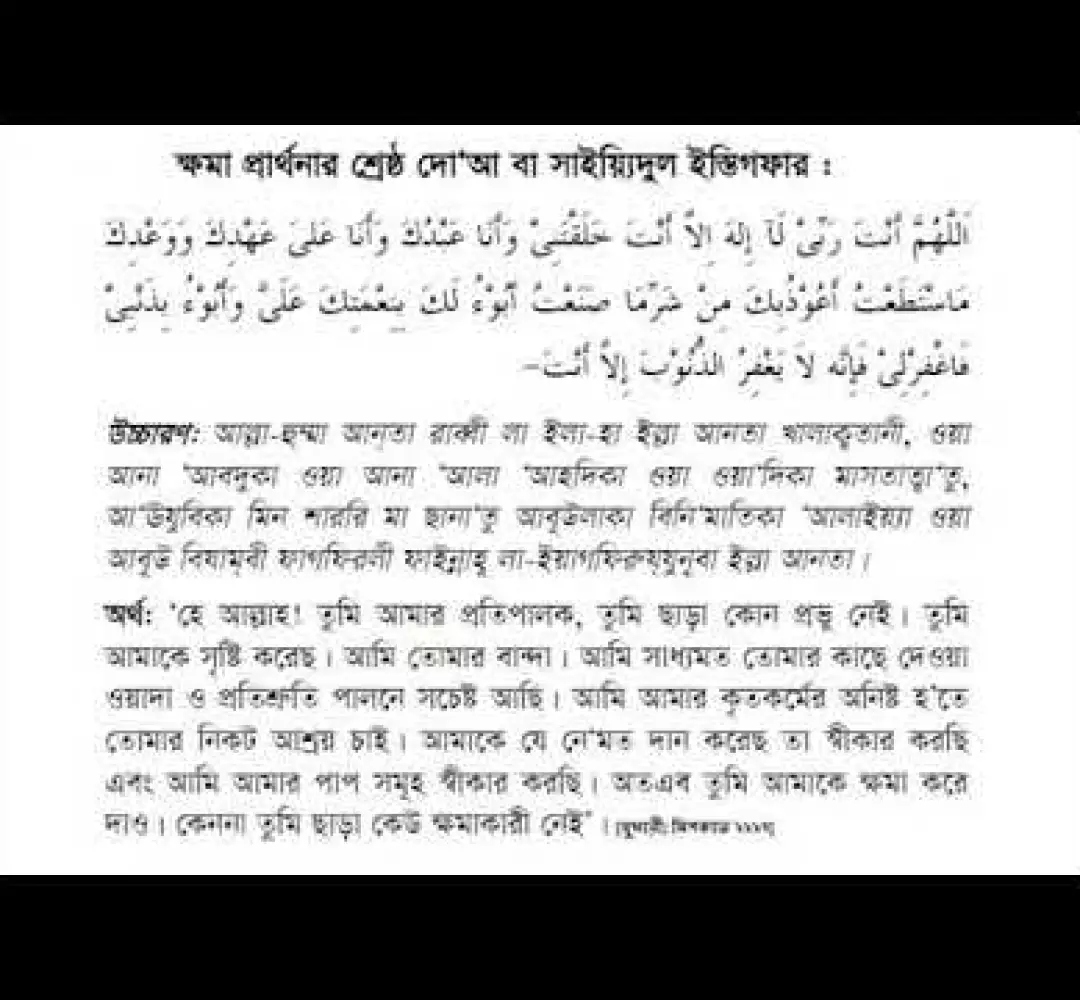 ক্ষমা প্রার্থনার শ্রেষ্ঠ দো'আ বা সাইয়্যিদুল ইস্তিগফার :
اَللَّهُمَّ أَنْتَ رَبِّىْ لَآ إِلهَ إِلاَّ أَنْتَ خَلَقْتَنِىْ وَأَنَا عَبْدُكَ وَأَنَا عَلىَ عَهْدِكَ وَوَعْدِكَ
مَاسْتَطَعْتُ أَعُوْذُبِكَ مِنْ شَرِّمَا صَنَعْتُ أَبُوْءُ لَكَ بِنِعْمَتِكَ عَلَىَّ وَأَبُوْءُ بِذَنْبِىْ
فَاغْفِرْلِىْ فَإِنَّه لاَ يَغْفِرُ الذُّنُوْبَ إِلاَّ أَنْتَ-
উচ্চারণ: আল্লা-হুম্মা আনতা রাব্বী লা ইলা-হা ইল্লা আনতা খালাক্বতানী, ওয়া
আনা 'আবদুকা ওয়া আনা 'আলা 'আহদিকা ওয়া ওয়া'দিকা মাসতাত্বা'তু,
আ'উযুবিকা মিন শাররি মা ছানা'তু আবূউলাকা বিনি'মাতিকা 'আলাইয়্যা ওয়া
আবূউ বিযাম্বী ফাগফিরলী ফাইন্নাহূ লা-ইয়াগফিরুয্যুনূবা ইল্লা আনতা।
অর্থ: 'হে আল্লাহ! তুমি আমার প্রতিপালক, তুমি ছাড়া কোন প্রভু নেই। তুমি
আমাকে সৃষ্টি করেছ। আমি তোমার বান্দা। আমি সাধ্যমত তোমার কাছে দেওয়া
ওয়াদা ও প্রতিশ্রুতি পালনে সচেষ্ট আছি। আমি আমার কৃতকর্মের অনিষ্ট হ'তে
তোমার নিকট আশ্রয় চাই। আমাকে যে নে'মত দান করেছ তা স্বীকার করছি
এবং আমি আমার পাপ সমূহ স্বীকার করছি। অতএব তুমি আমাকে ক্ষমা করে
দাও। কেননা তুমি ছাড়া কেউ ক্ষমাকারী নেই'।